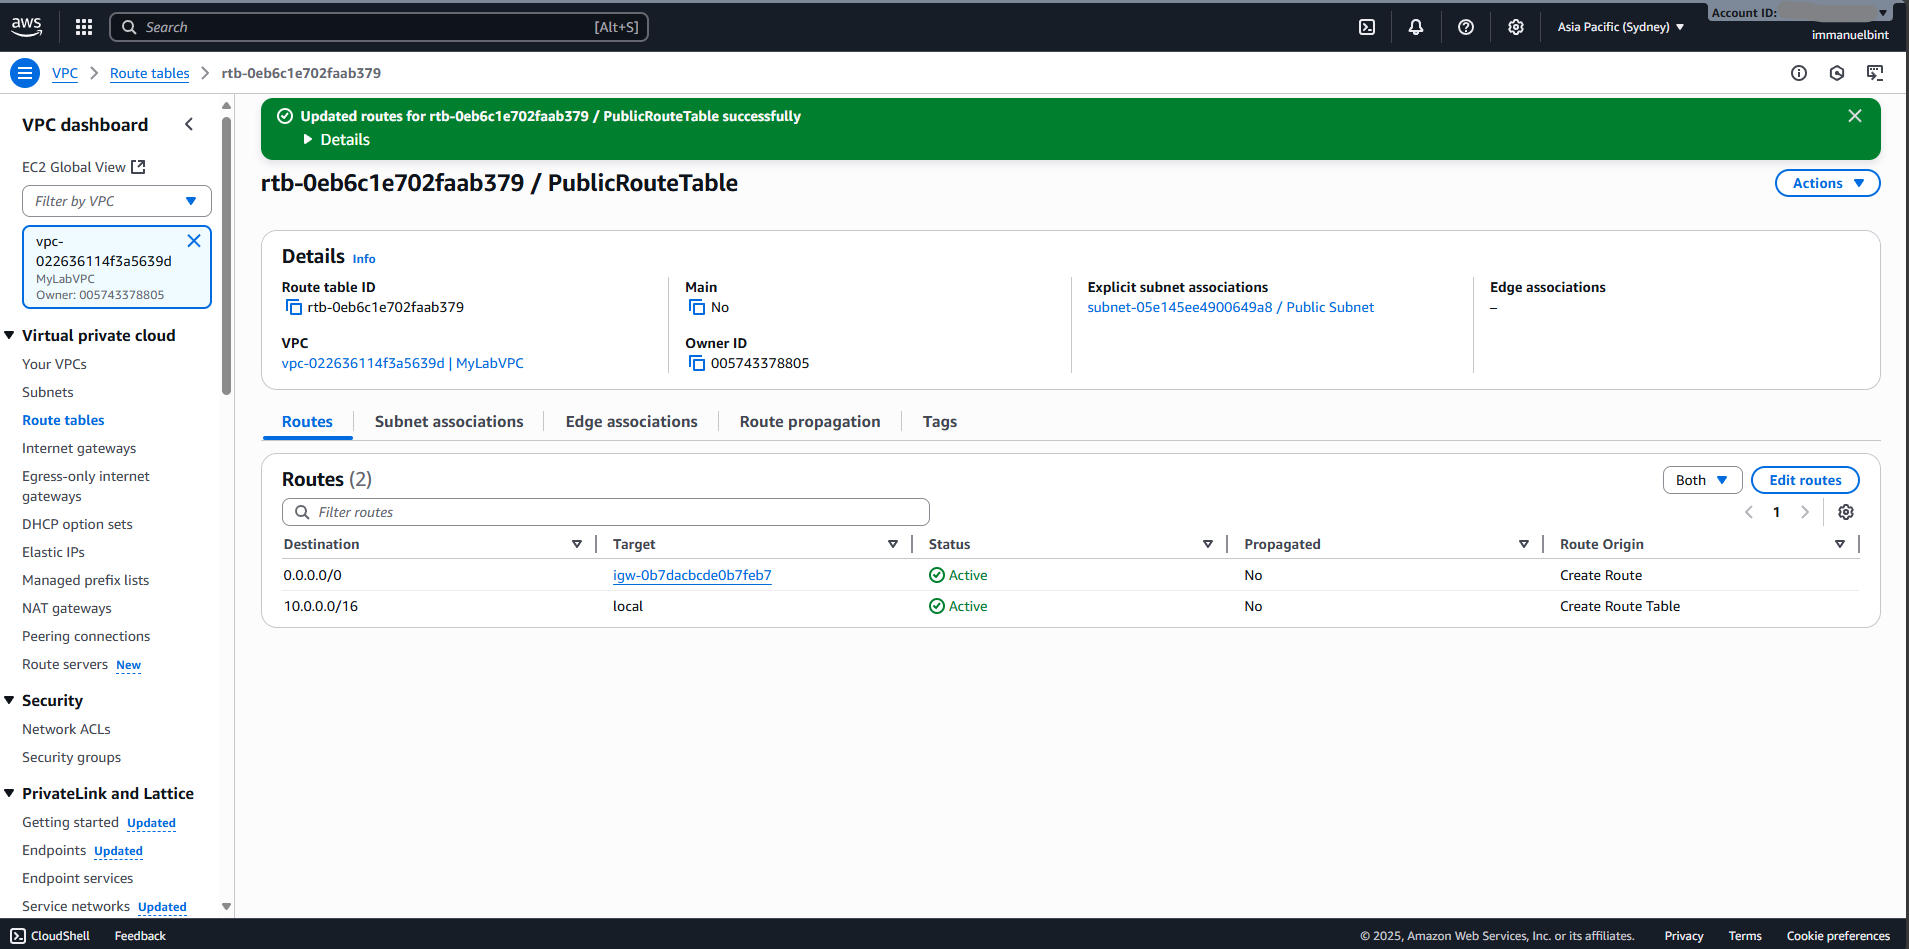 aws
Search [Alt+S]
Asia Pacific (Sydney)
Account ID:
immanuelbint
VPC
Route tables
rtb-0eb6c1e702faab379
VPC dashboard
EC2 Global View
Filter by VPC
vpc-
022636114f3a5639d
MyLabVPC
Owner: 005743378805
Virtual private cloud
Your VPCs
Subnets
Route tables
Internet gateways
Egress-only internet
gateways
DHCP option sets
Elastic IPs
Managed prefix lists
NAT gateways
Peering connections
Route servers New
Security
Network ACLs
Security groups
PrivateLink and Lattice
Getting started Updated
Endpoints Updated
Endpoint services
Service networks Updated
Updated routes for rtb-0eb6c1e702faab379 / PublicRouteTable successfully
Details
rtb-0eb6c1e702faab379 / PublicRouteTable
Actions
Details Info
Route table ID
rtb-0eb6c1e702faab379
VPC
vpc-022636114f3a5639d | MyLabVPC
Main
No
Owner ID
005743378805
Explicit subnet associations
subnet-05e145ee4900649a8 / Public Subnet
Edge associations
–
Routes Subnet associations Edge associations Route propagation Tags
Routes (2)
Both Edit routes
Filter routes
1
Destination Target Status Propagated Route Origin
0.0.0.0/0 igw-0b7dacbcde0b7feb7 Active No Create Route
10.0.0.0/16 local Active No Create Route Table
CloudShell Feedback
© 2025, Amazon Web Services, Inc. or its affiliates. Privacy Terms Cookie preferences